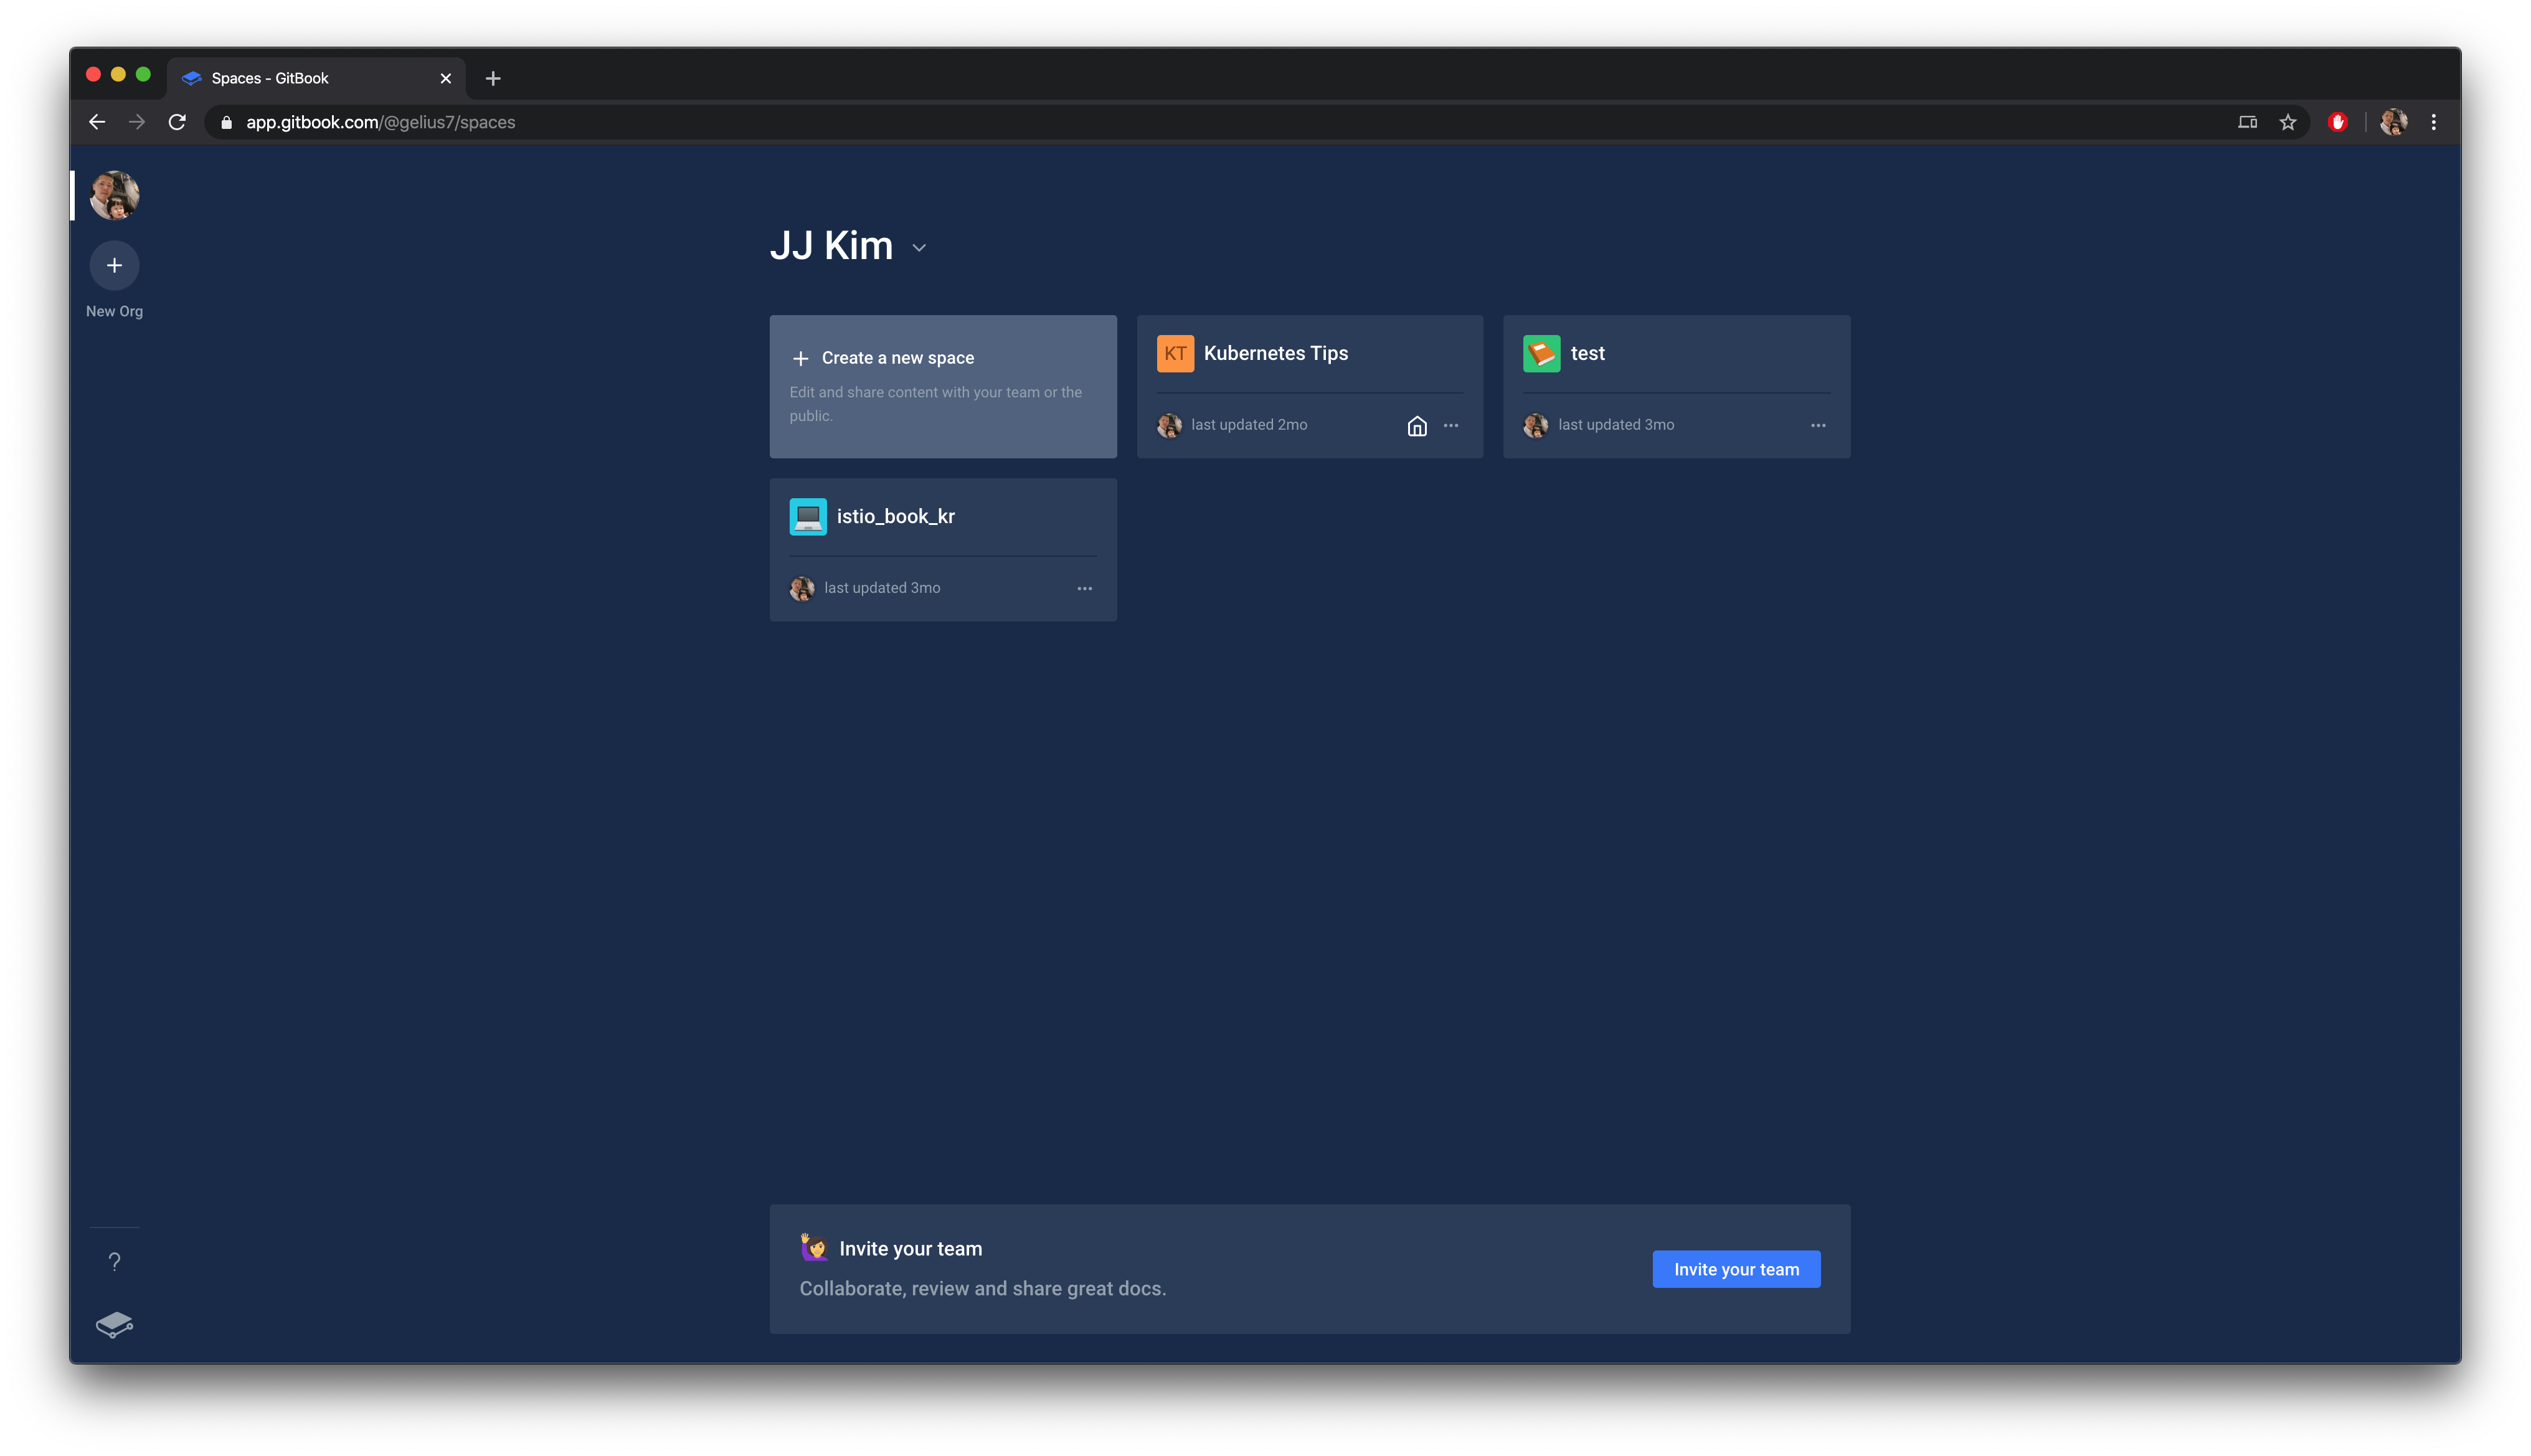 Spaces - GitBook
app.gitbook.com/@gelius7/spaces
New Org
JJ Kim
Create a new space
Edit and share content with your team or the
public.
KT Kubernetes Tips
last updated 2mo
test
last updated 3mo
istio_book_kr
last updated 3mo
Invite your team
Collaborate, review and share great docs.
Invite your team